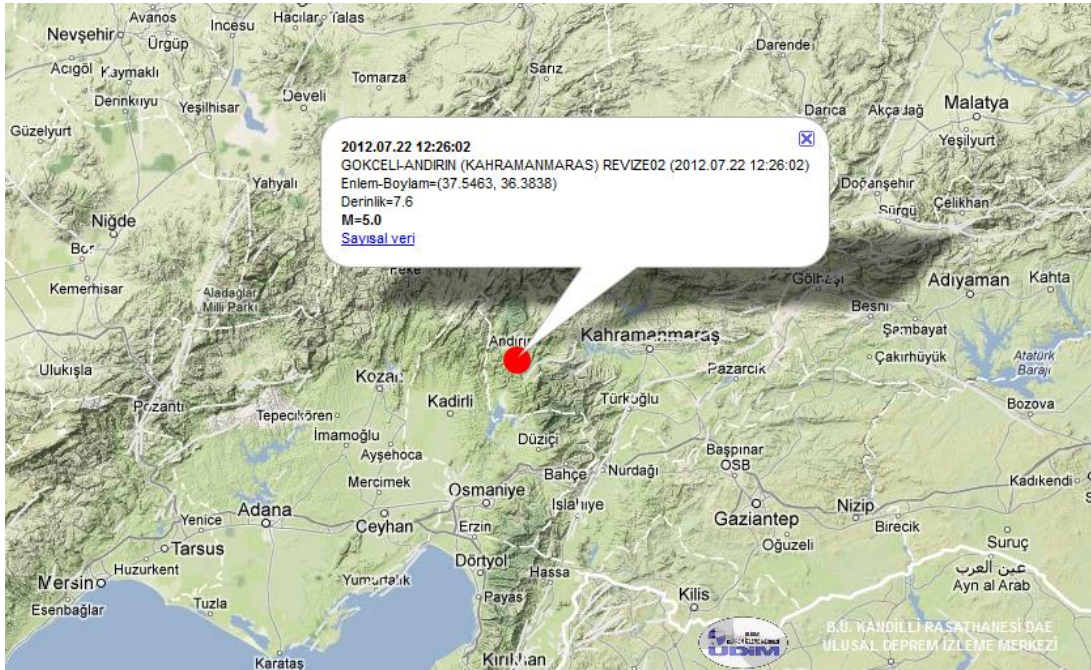 Avanos
Hacılar
Talas
Nevşehir
Ürgüp
Incesu
Darende
Acıgöl
Kaymaklı
Tomarza
Sarız
Derinkuyu
Yeşilhisar
Develi
Darıca
Akçadağ
Malatya
Güzelyurt
Yeşilyurt
2012.07.22 12:26:02
GOKCELI-ANDIRIN (KAHRAMANMARAS) REVIZE02 (2012.07.22 12:26:02)
Enlem-Boylam=(37.5463, 36.3838)
Derinlik=7.6
M=5.0
Sayısal veri
Yahyalı
Doğanşehir
Niğde
Sürgü
Çelikhan
Feke
Kemerhisar
Aladağlar
Milli Parkı
Gölbaşı
Adıyaman
Kahta
Besni
Andırın
Kahramanmaraş
Şambayat
Ulukışla
Kozan
Pazarcık
Çakırhüyük
Atatürk
Barajı
Pozantı
Kadirli
Türkoğlu
Bozova
Tepecikören
İmamoğlu
Düziçi
Ayşehoca
Başpınar
OSB
Mercimek
Bahçe
Nurdağı
Kadıkendi
Osmaniye
Islahiye
Adana
Gaziantep
Nizip
Yenice
Ceyhan
Erzin
Birecik
Tarsus
Oğuzeli
Suruç
Huzurkent
Dörtyol
Hassa
عين العرب
Mersin
Yumurtalık
Ayn al Arab
Esenbağlar
Tuzla
Payas
Kilis
B.Ü. KANDİLLİ RASATHANESİ DAE
ULUSAL DEPREM İZLEME MERKEZİ
UDİM
Karataş
Kırıkhan